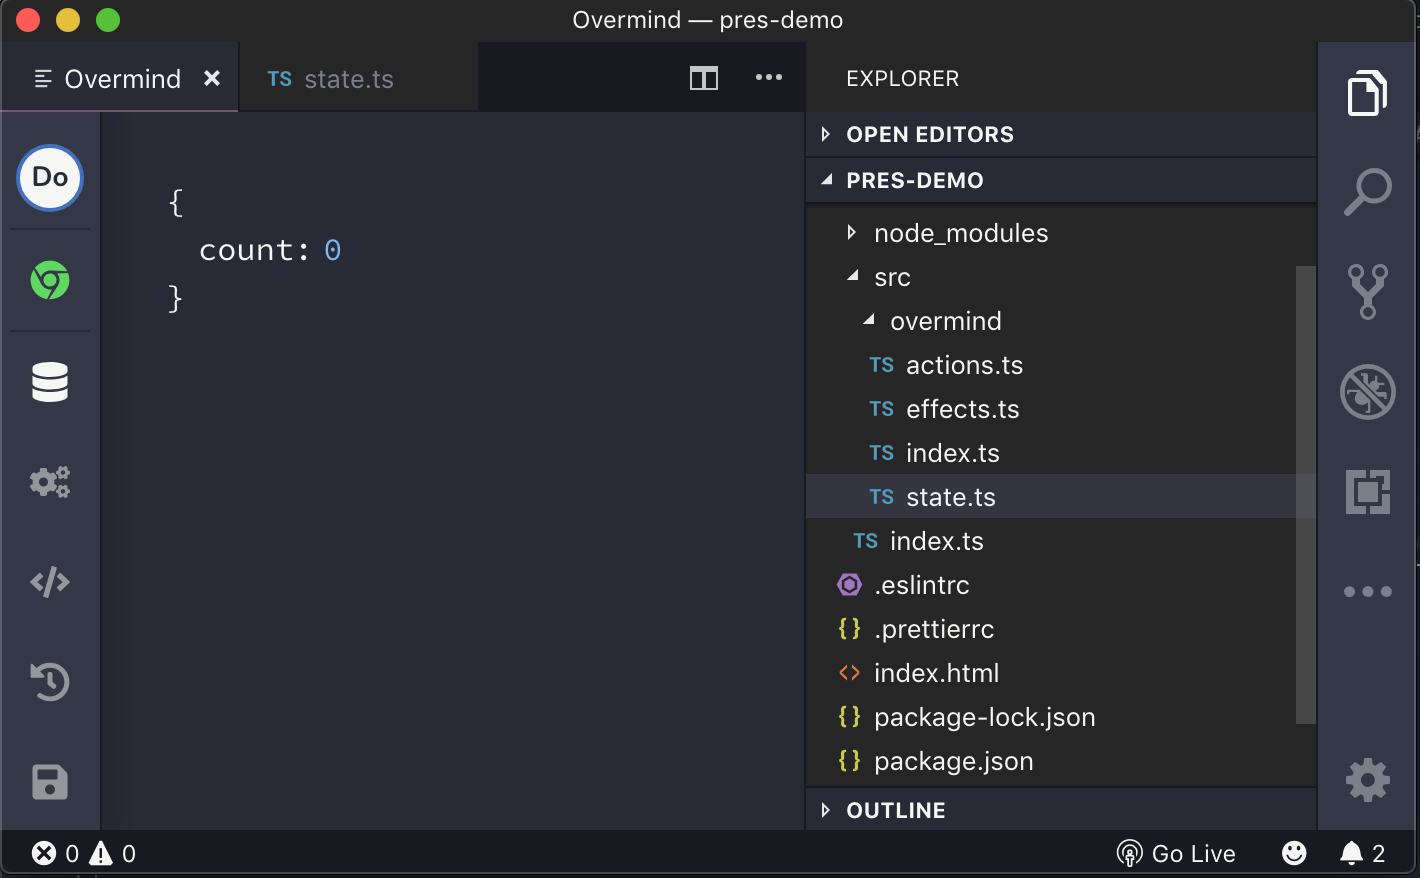 Overmind — pres-demo
Overmind
TS state.ts
EXPLORER
OPEN EDITORS
PRES-DEMO
Do
{
count: 0
}
node_modules
src
overmind
TS actions.ts
TS effects.ts
TS index.ts
TS state.ts
TS index.ts
.eslintrc
{} .prettierrc
<> index.html
{} package-lock.json
{} package.json
OUTLINE
0 0
Go Live
2